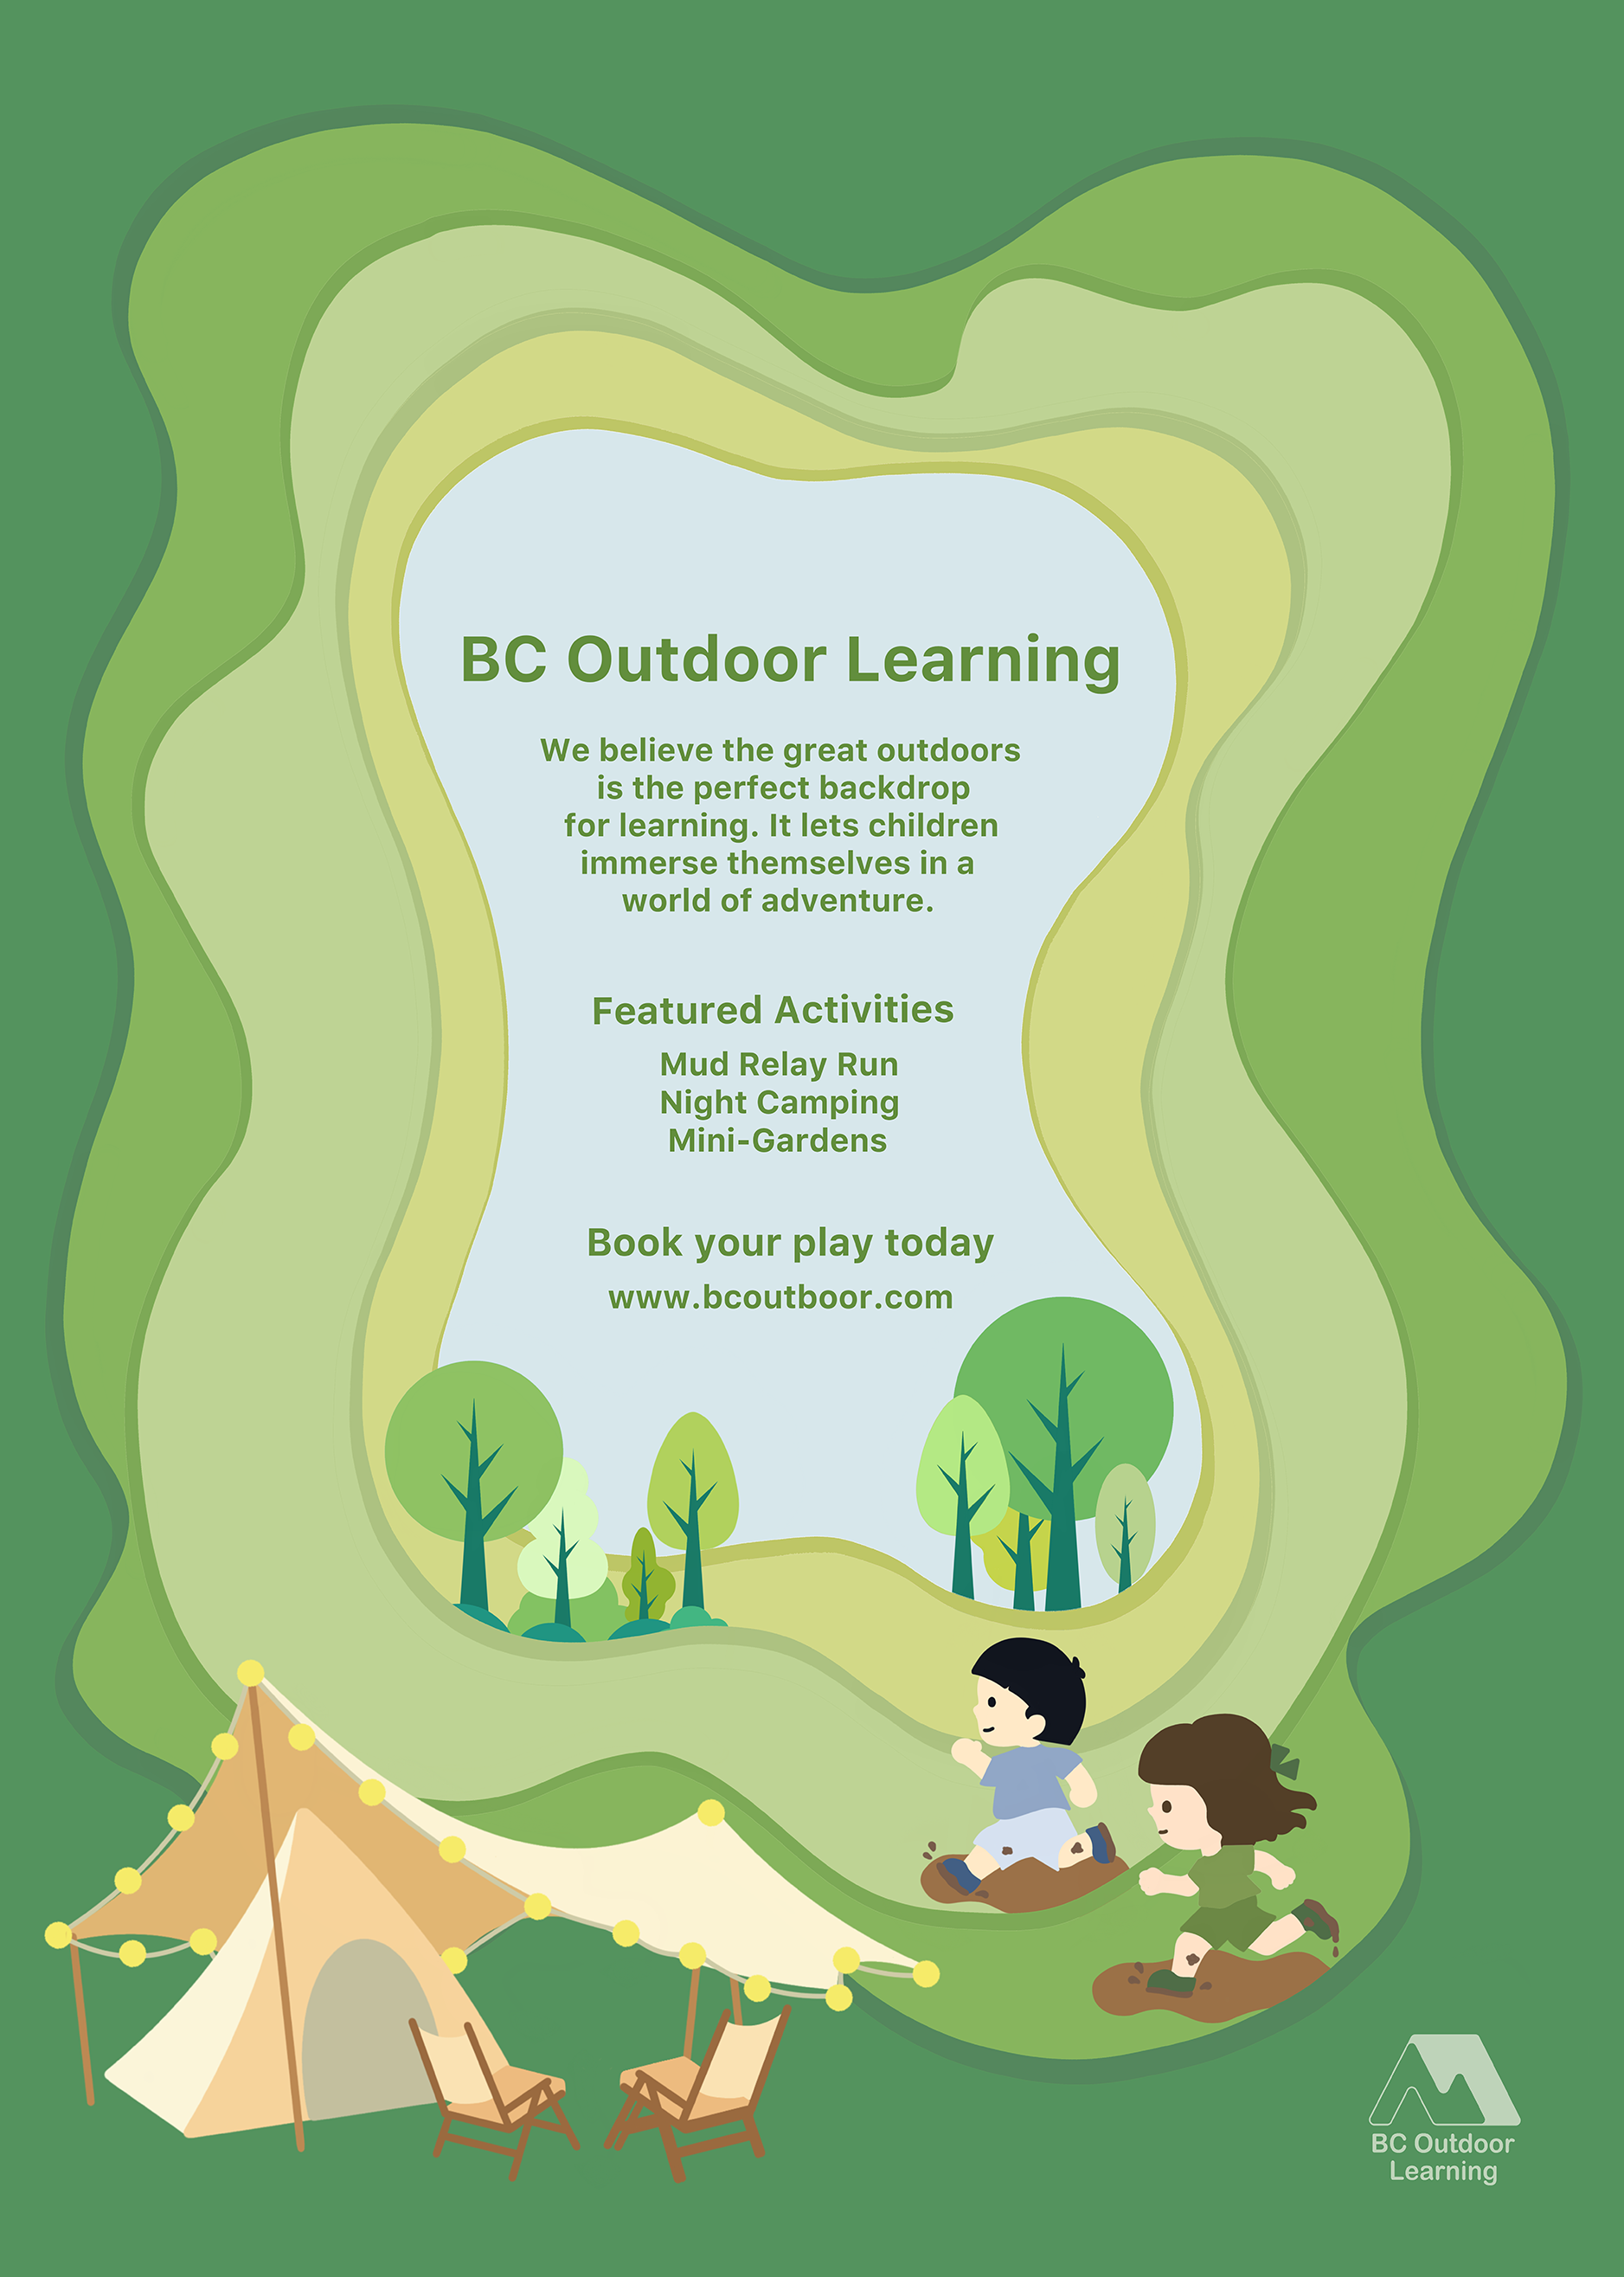 BC Outdoor Learning
We believe the great outdoors
is the perfect backdrop
for learning. It lets children
immerse themselves in a
world of adventure.
Featured Activities
Mud Relay Run
Night Camping
Mini-Gardens
Book your play today
www.bcoutboor.com
BC Outdoor
Learning